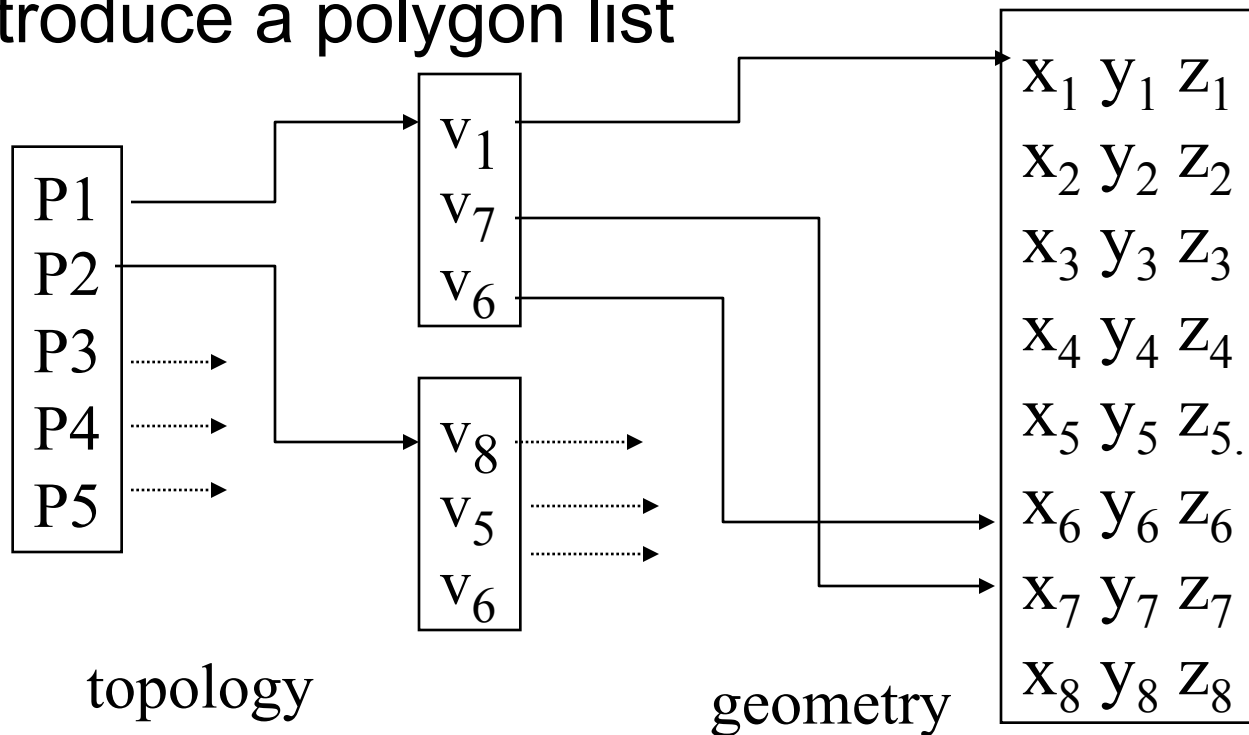 troduce a polygon list
P1
P2
P3
P4
P5
v1
v7
v6
v8
v5
v6
x1 y1 z1
x2 y2 z2
x3 y3 z3
x4 y4 z4
x5 y5 z5.
x6 y6 z6
x7 y7 z7
x8 y8 z8
topology
geometry